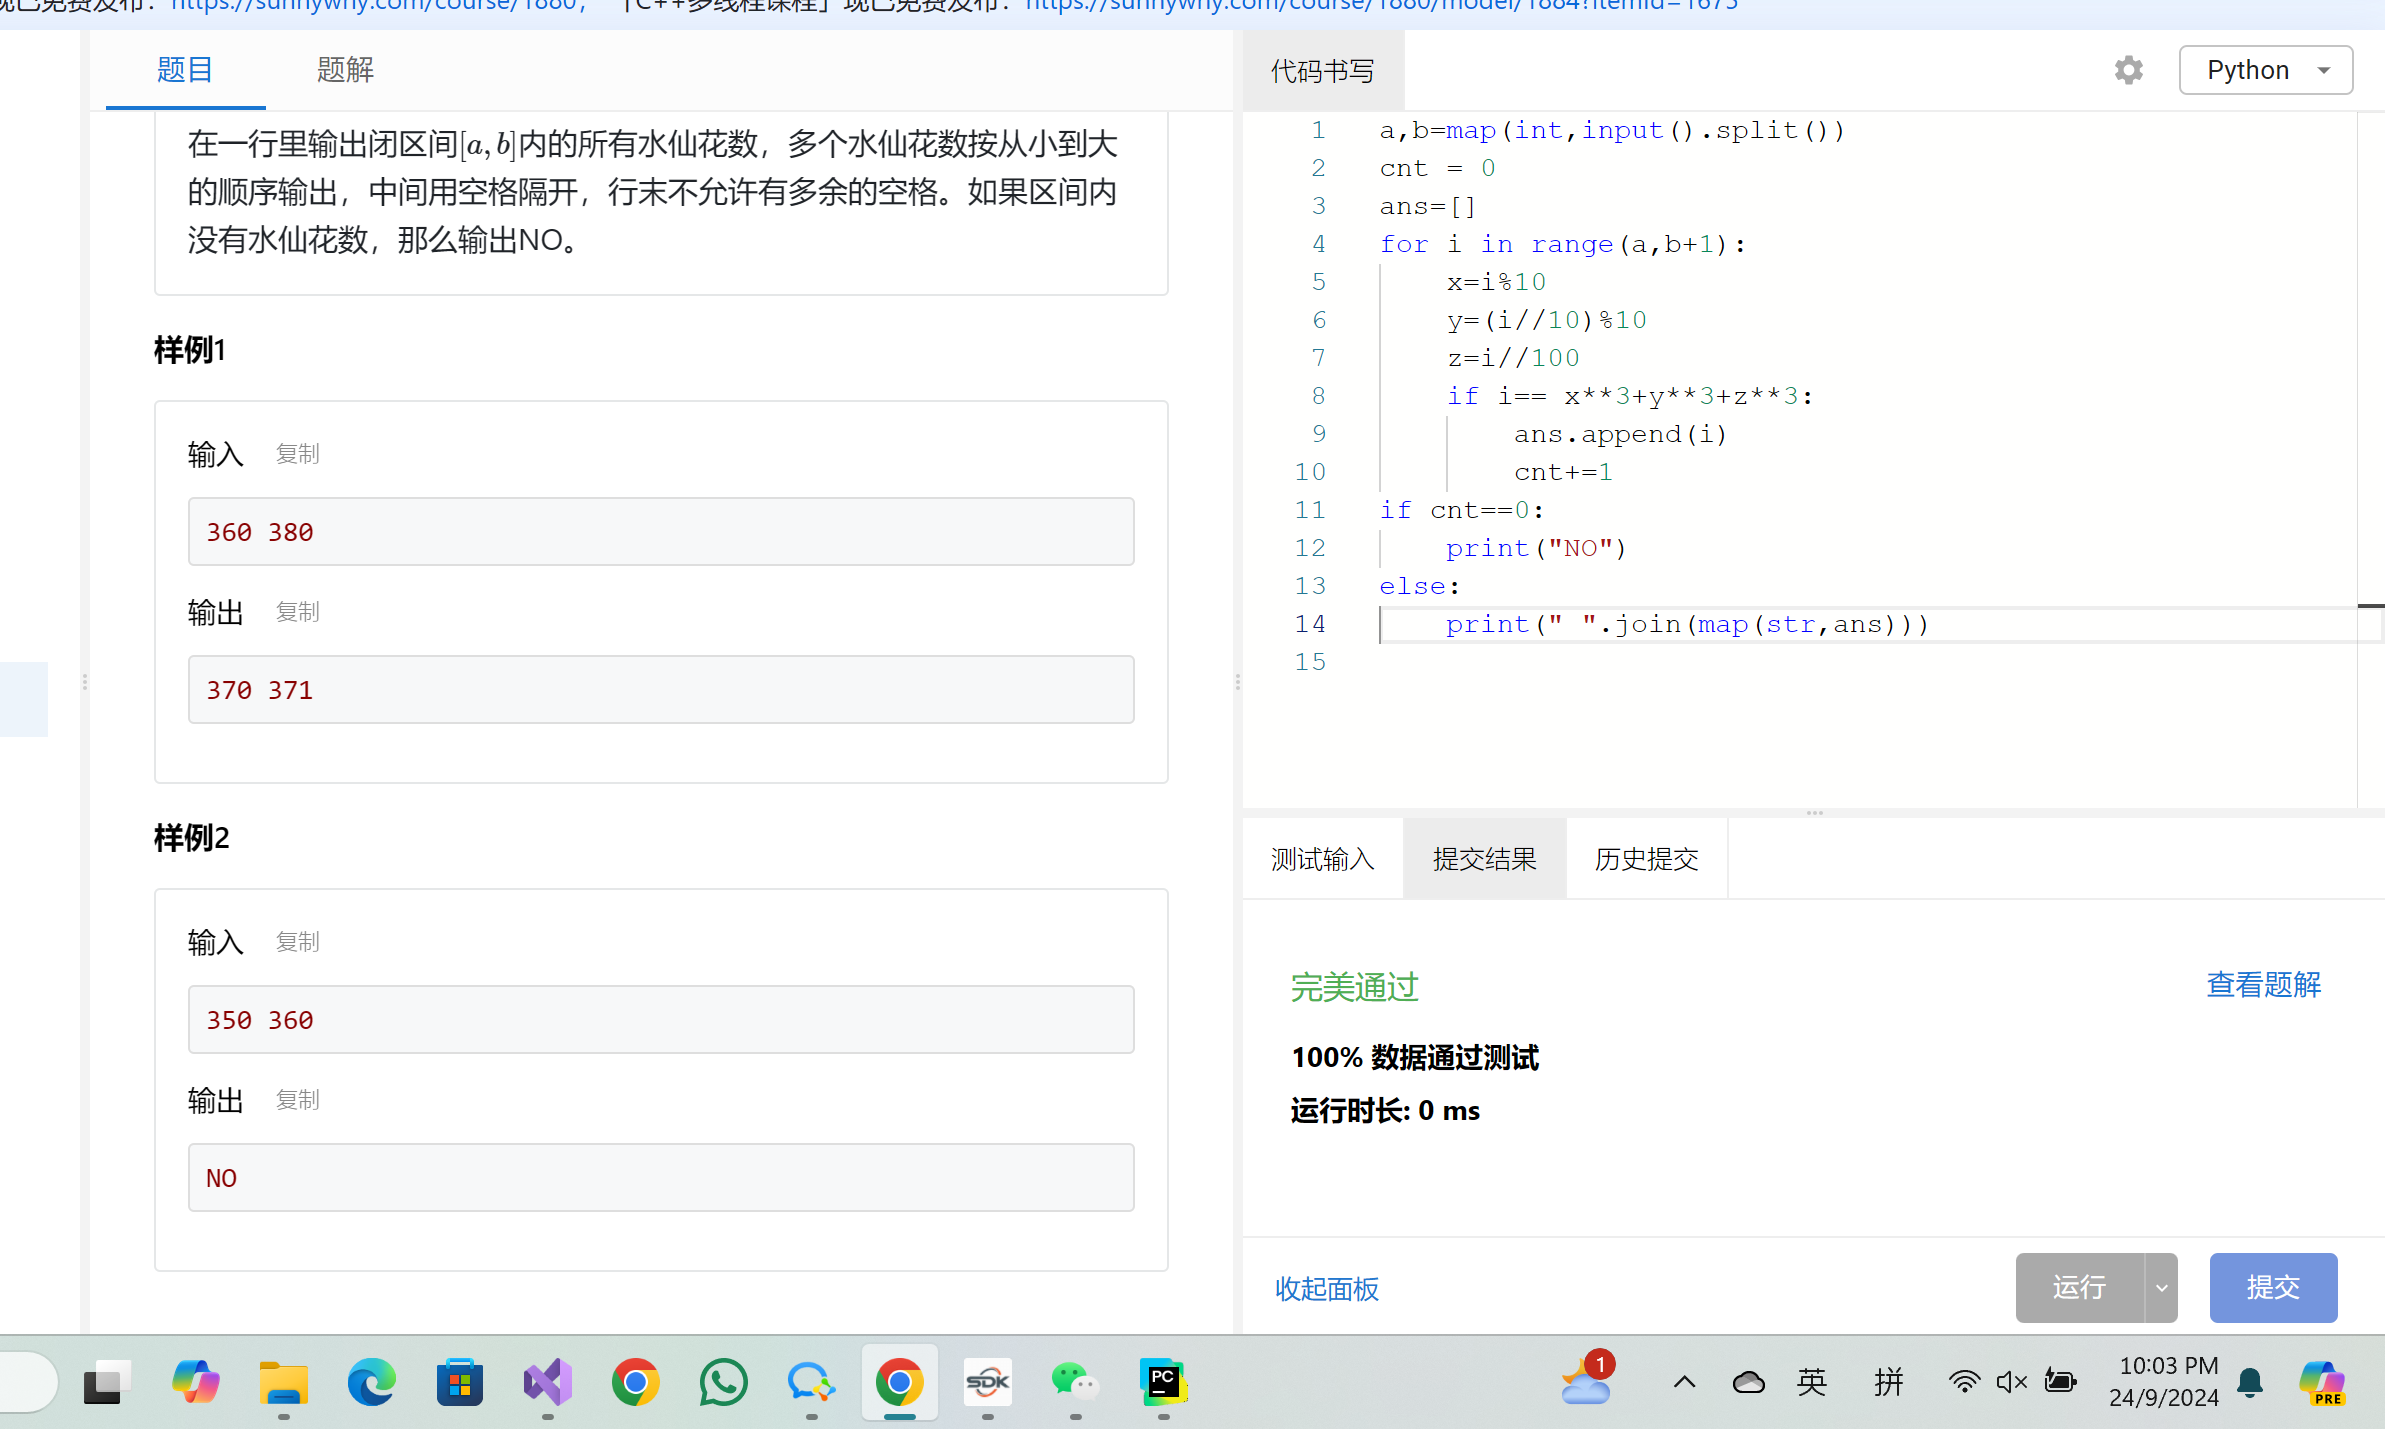 现已免费发布：https://sunnywhy.com/course/1880，「C++多线程课程」现已免费发布：https://sunnywhy.com/course/1880/model/1884?itemId=1675
题目
题解
在一行里输出闭区间[a, b]内的所有水仙花数，多个水仙花数按从小到大
的顺序输出，中间用空格隔开，行末不允许有多余的空格。如果区间内
没有水仙花数，那么输出NO。
样例1
输入 复制
360 380
输出 复制
370 371
样例2
输入 复制
350 360
输出 复制
NO
代码书写
Python
1 a,b=map(int,input().split())
2 cnt = 0
3 ans=[]
4 for i in range(a,b+1):
5     x=i%10
6     y=(i//10)%10
7     z=i//100
8     if i== x**3+y**3+z**3:
9         ans.append(i)
10         cnt+=1
11 if cnt==0:
12     print("NO")
13 else:
14     print(" ".join(map(str,ans)))
15
测试输入
提交结果
历史提交
完美通过
查看题解
100% 数据通过测试
运行时长: 0 ms
收起面板
运行
提交
SDK
PC
1
英
拼
10:03 PM
24/9/2024
PRE